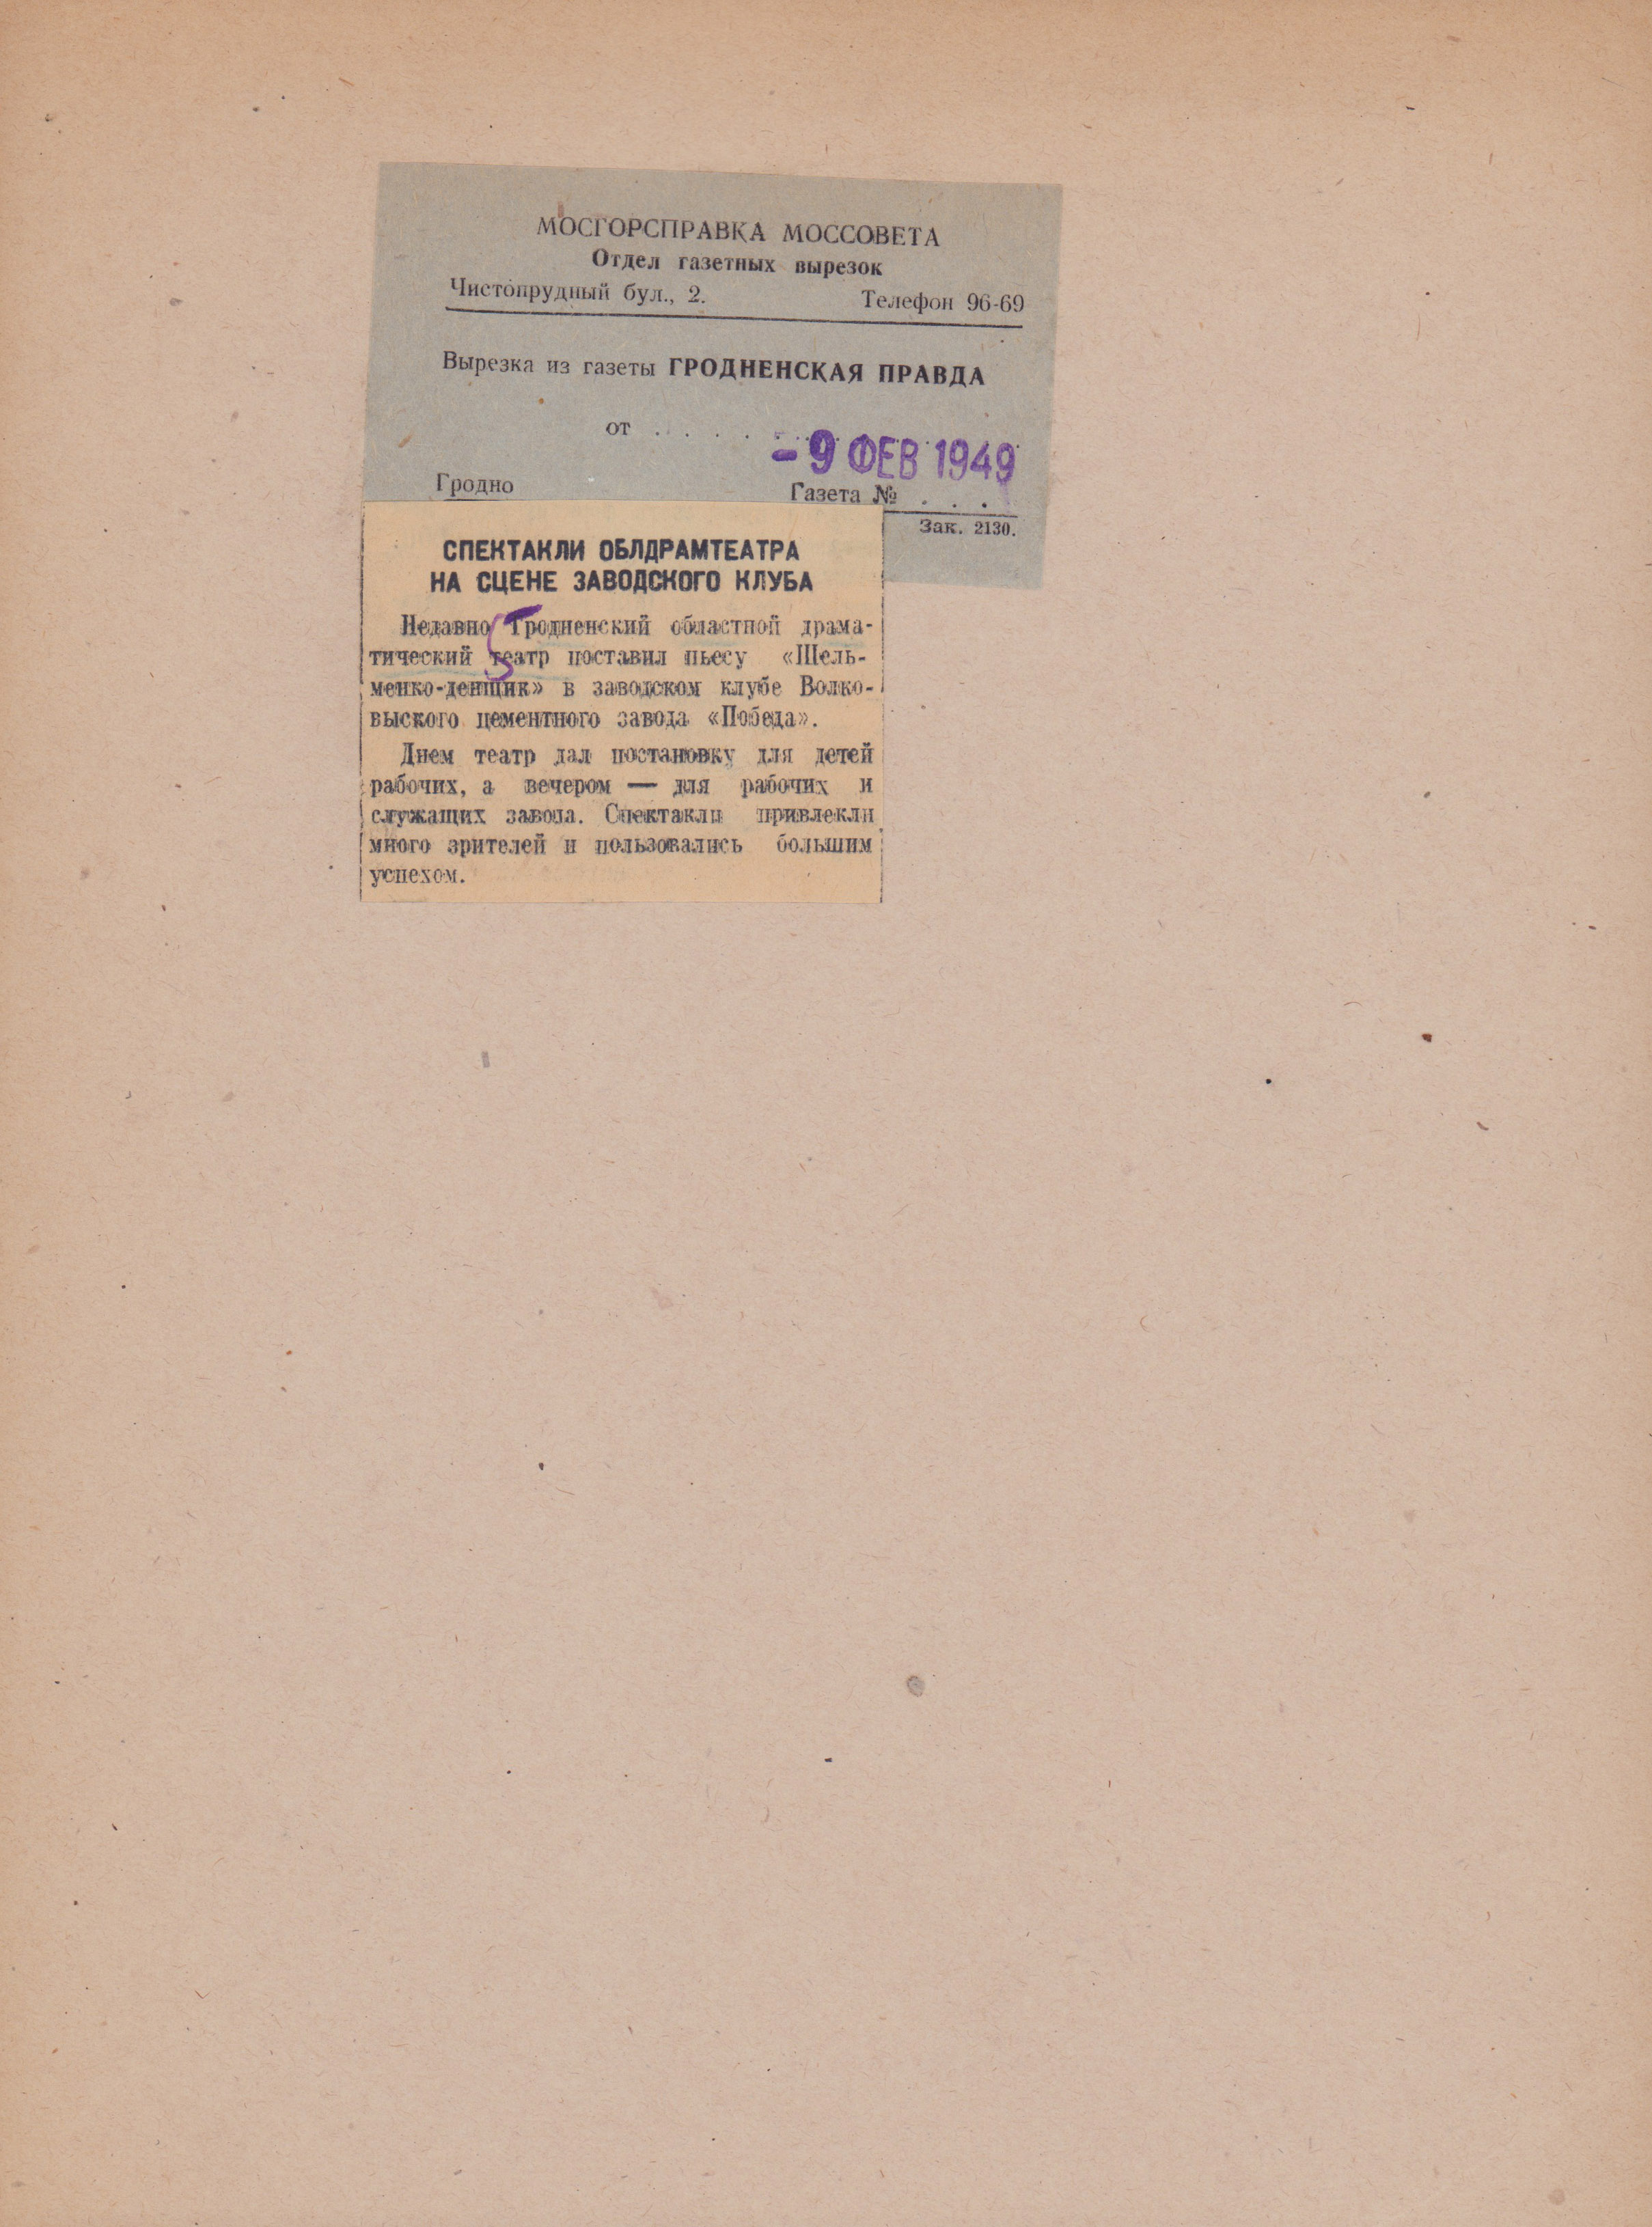 МОСГОРСПРАВКА МОССОВЕТА
Отдел газетных вырезок
Чистопрудный бул., 2. Телефон 96-69
Вырезка из газеты ГРОДНЕНСКАЯ ПРАВДА
от . . . . - 9 ФЕВ 1949
Гродно Газета № . . .
Зак. 2130.
СПЕКТАКЛИ ОБЛДРАМТЕАТРА
НА СЦЕНЕ ЗАВОДСКОГО КЛУБА
Недавно Гродненский областной драма-
тический театр поставил пьесу «Шель-
менко-денщик» в заводском клубе Волко-
выского цементного завода «Победа».
Днем театр дал постановку для детей
рабочих, а вечером — для рабочих и
служащих завода. Спектакли привлекли
много зрителей и пользовались большим
успехом.